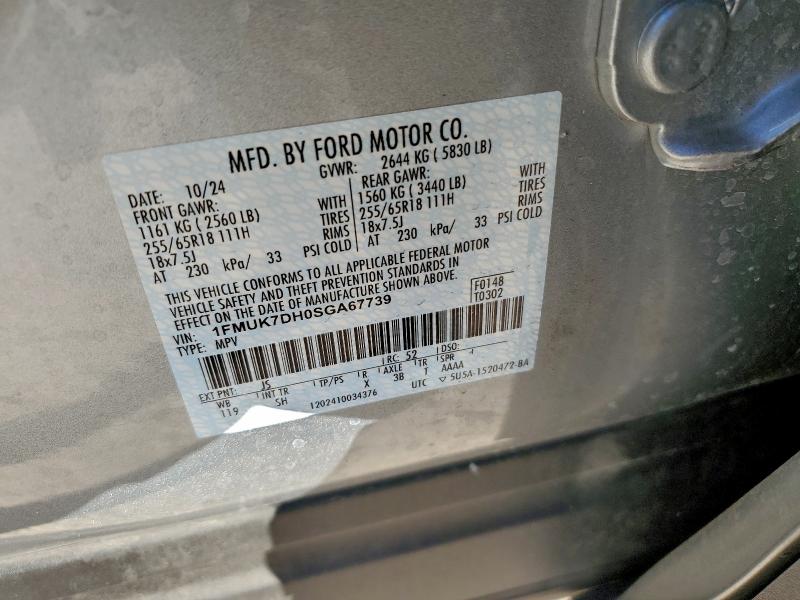 MFD. BY FORD MOTOR CO.
DATE: 10/24 GVWR: 2644 KG ( 5830 LB)
FRONT GAWR: REAR GAWR:
1161 KG ( 2560 LB) WITH 1560 KG ( 3440 LB) WITH
255/65R18 111H TIRES 255/65R18 111H TIRES
18x7.5J RIMS 18x7.5J RIMS
AT 230 kPa/ 33 PSI COLD AT 230 kPa/ 33 PSI COLD
THIS VEHICLE CONFORMS TO ALL APPLICABLE FEDERAL MOTOR
VEHICLE SAFETY AND THEFT PREVENTION STANDARDS IN
EFFECT ON THE DATE OF MANUFACTURE SHOWN ABOVE.
F0148
T0302
VIN: 1FMUK7DH0SGA67739
TYPE: MPV
EXT PNT: JS RC: 52 DSO:
WB INT TR TP/PS R AXLE TR SPR
119 SH X 3B T AAAA
1202410034376 UTC ▽ 5U5A-1520472-BA